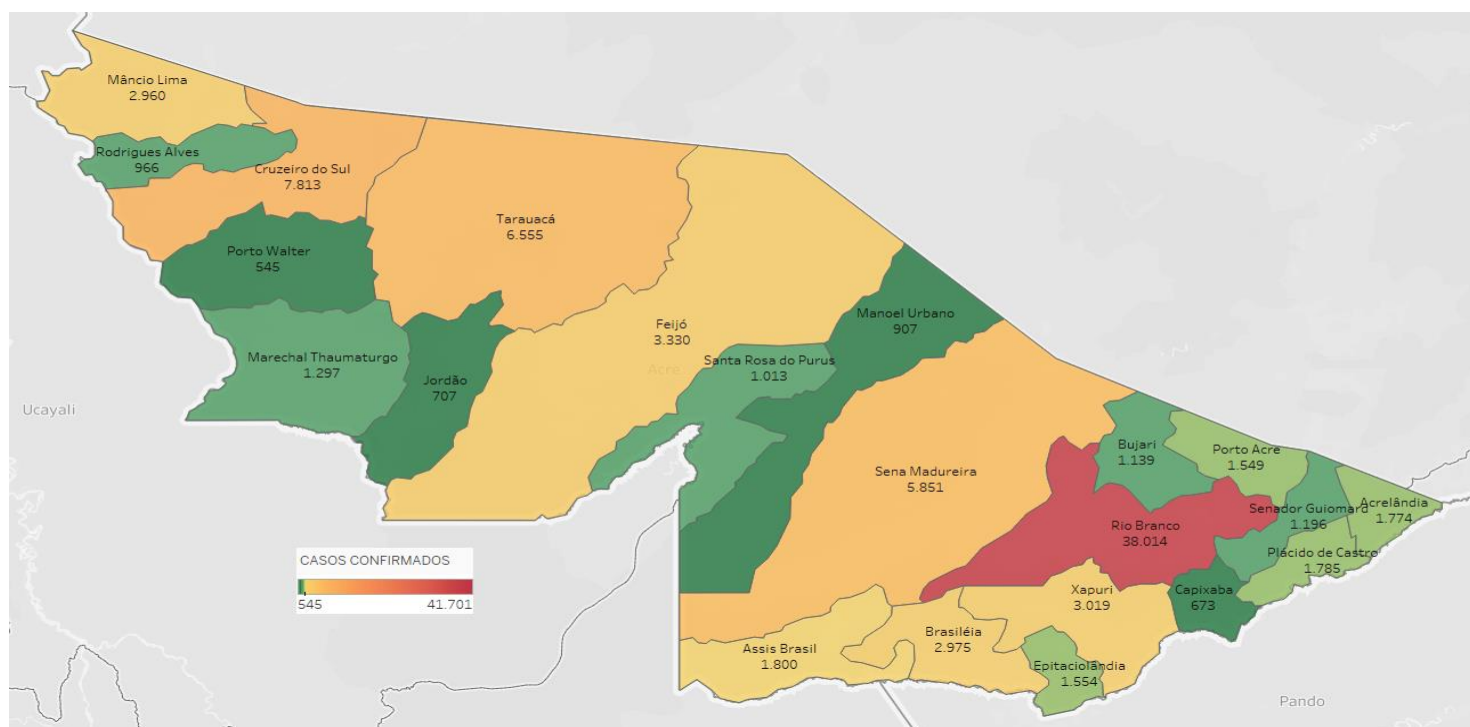 Mâncio Lima
2.960
Rodrigues Alves
966
Cruzeiro do Sul
7.813
Tarauacá
6.555
Porto Walter
545
Feijó
3.330
Manoel Urbano
907
Marechal Thaumaturgo
1.297
Jordão
707
Santa Rosa do Purus
1.013
Acre
Ucayali
Sena Madureira
5.851
Bujari
1.139
Porto Acre
1.549
Senador Guiomard
1.196
Acrelândia
1.774
Rio Branco
38.014
Plácido de Castro
1.785
Xapuri
3.019
Capixaba
673
Assis Brasil
1.800
Brasiléia
2.975
Epitaciolândia
1.554
Pando
CASOS CONFIRMADOS
545 41.701